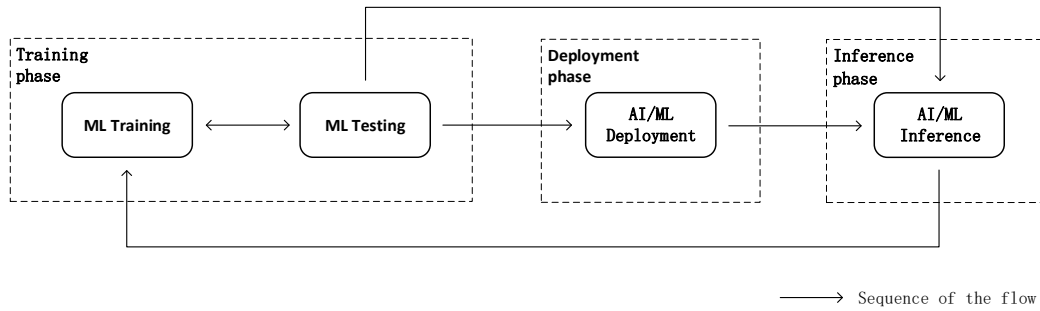 Training
phase
ML Training
ML Testing
Deployment
phase
AI/ML
Deployment
Inference
phase
AI/ML
Inference
Sequence of the flow